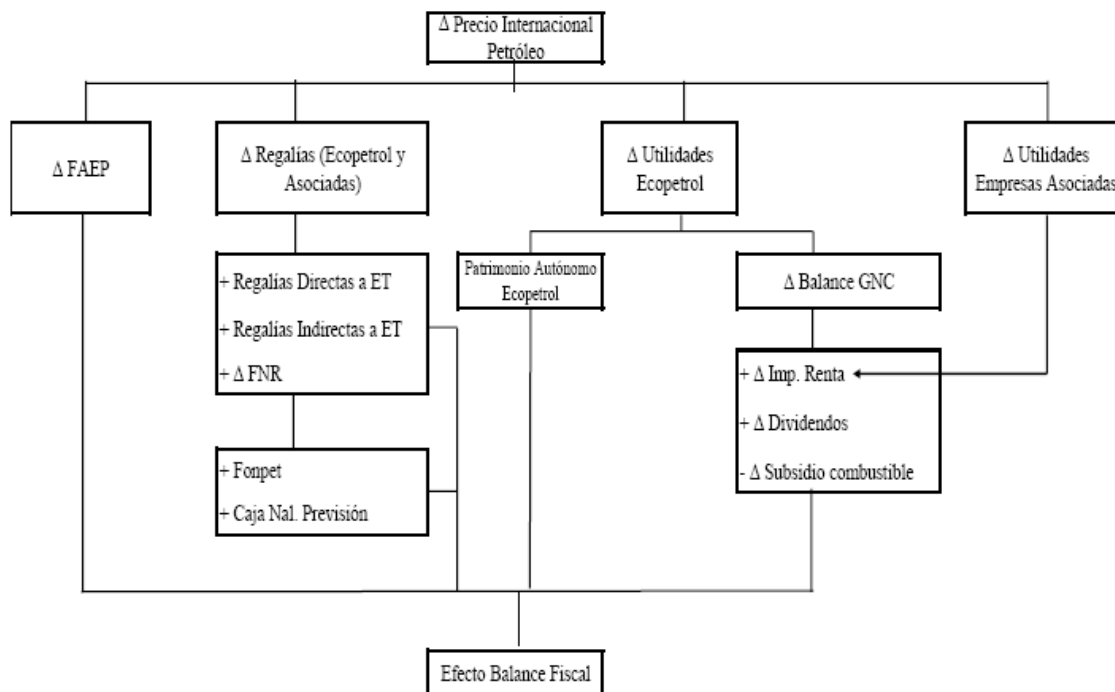 Δ Precio Internacional
Petróleo
Δ FAEP
Δ Regalías (Ecopetrol y
Asociadas)
Δ Utilidades
Ecopetrol
Δ Utilidades
Empresas Asociadas
+ Regalías Directas a ET
+ Regalías Indirectas a ET
+ Δ FNR
Patrimonio Autónomo
Ecopetrol
Δ Balance GNC
+ Δ Imp. Renta
+ Δ Dividendos
- Δ Subsidio combustible
+ Fonpet
+ Caja Nal. Previsión
Efecto Balance Fiscal